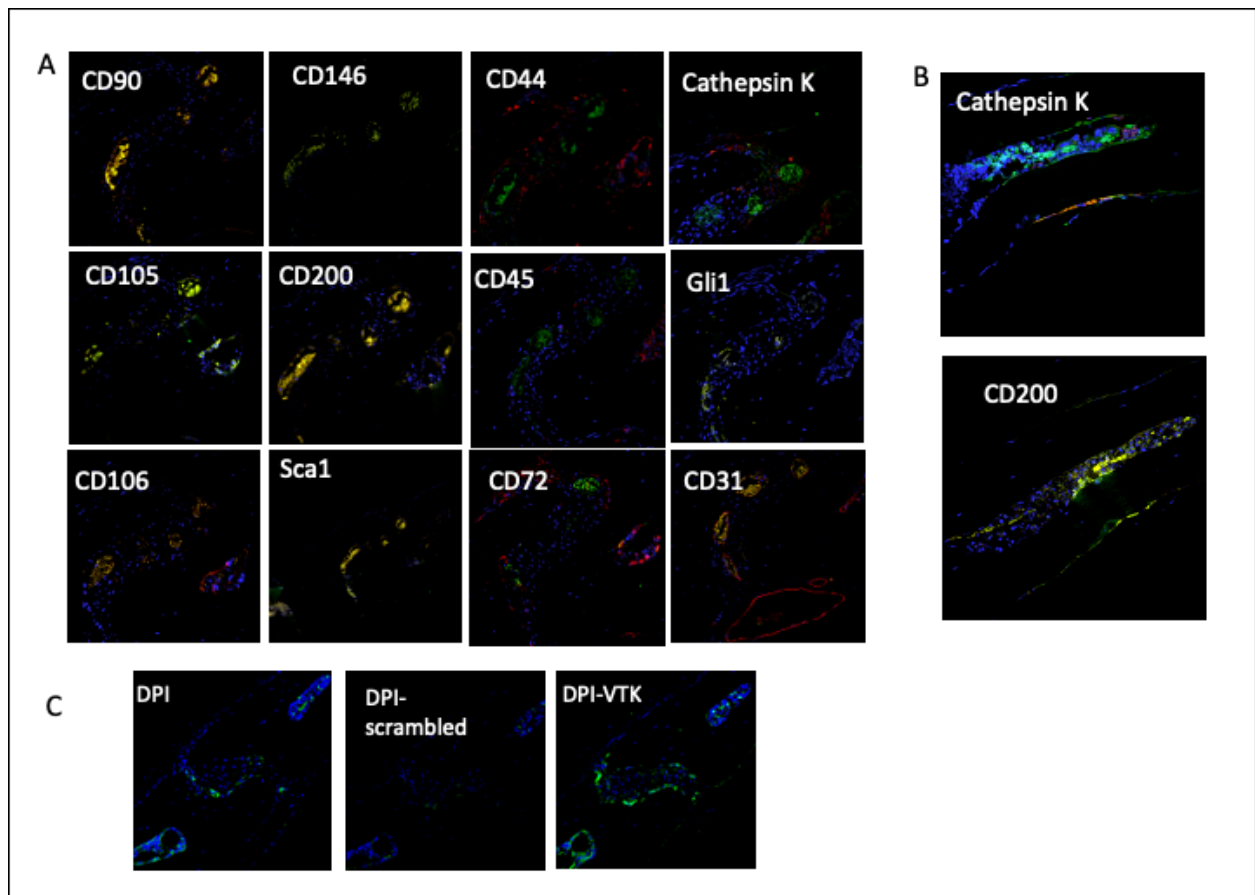 A
CD90
CD146
CD44
Cathepsin K
B
Cathepsin K
CD105
CD200
CD45
Gli1
CD200
CD106
Sca1
CD72
CD31
C
DPI
DPI-
scrambled
DPI-VTK